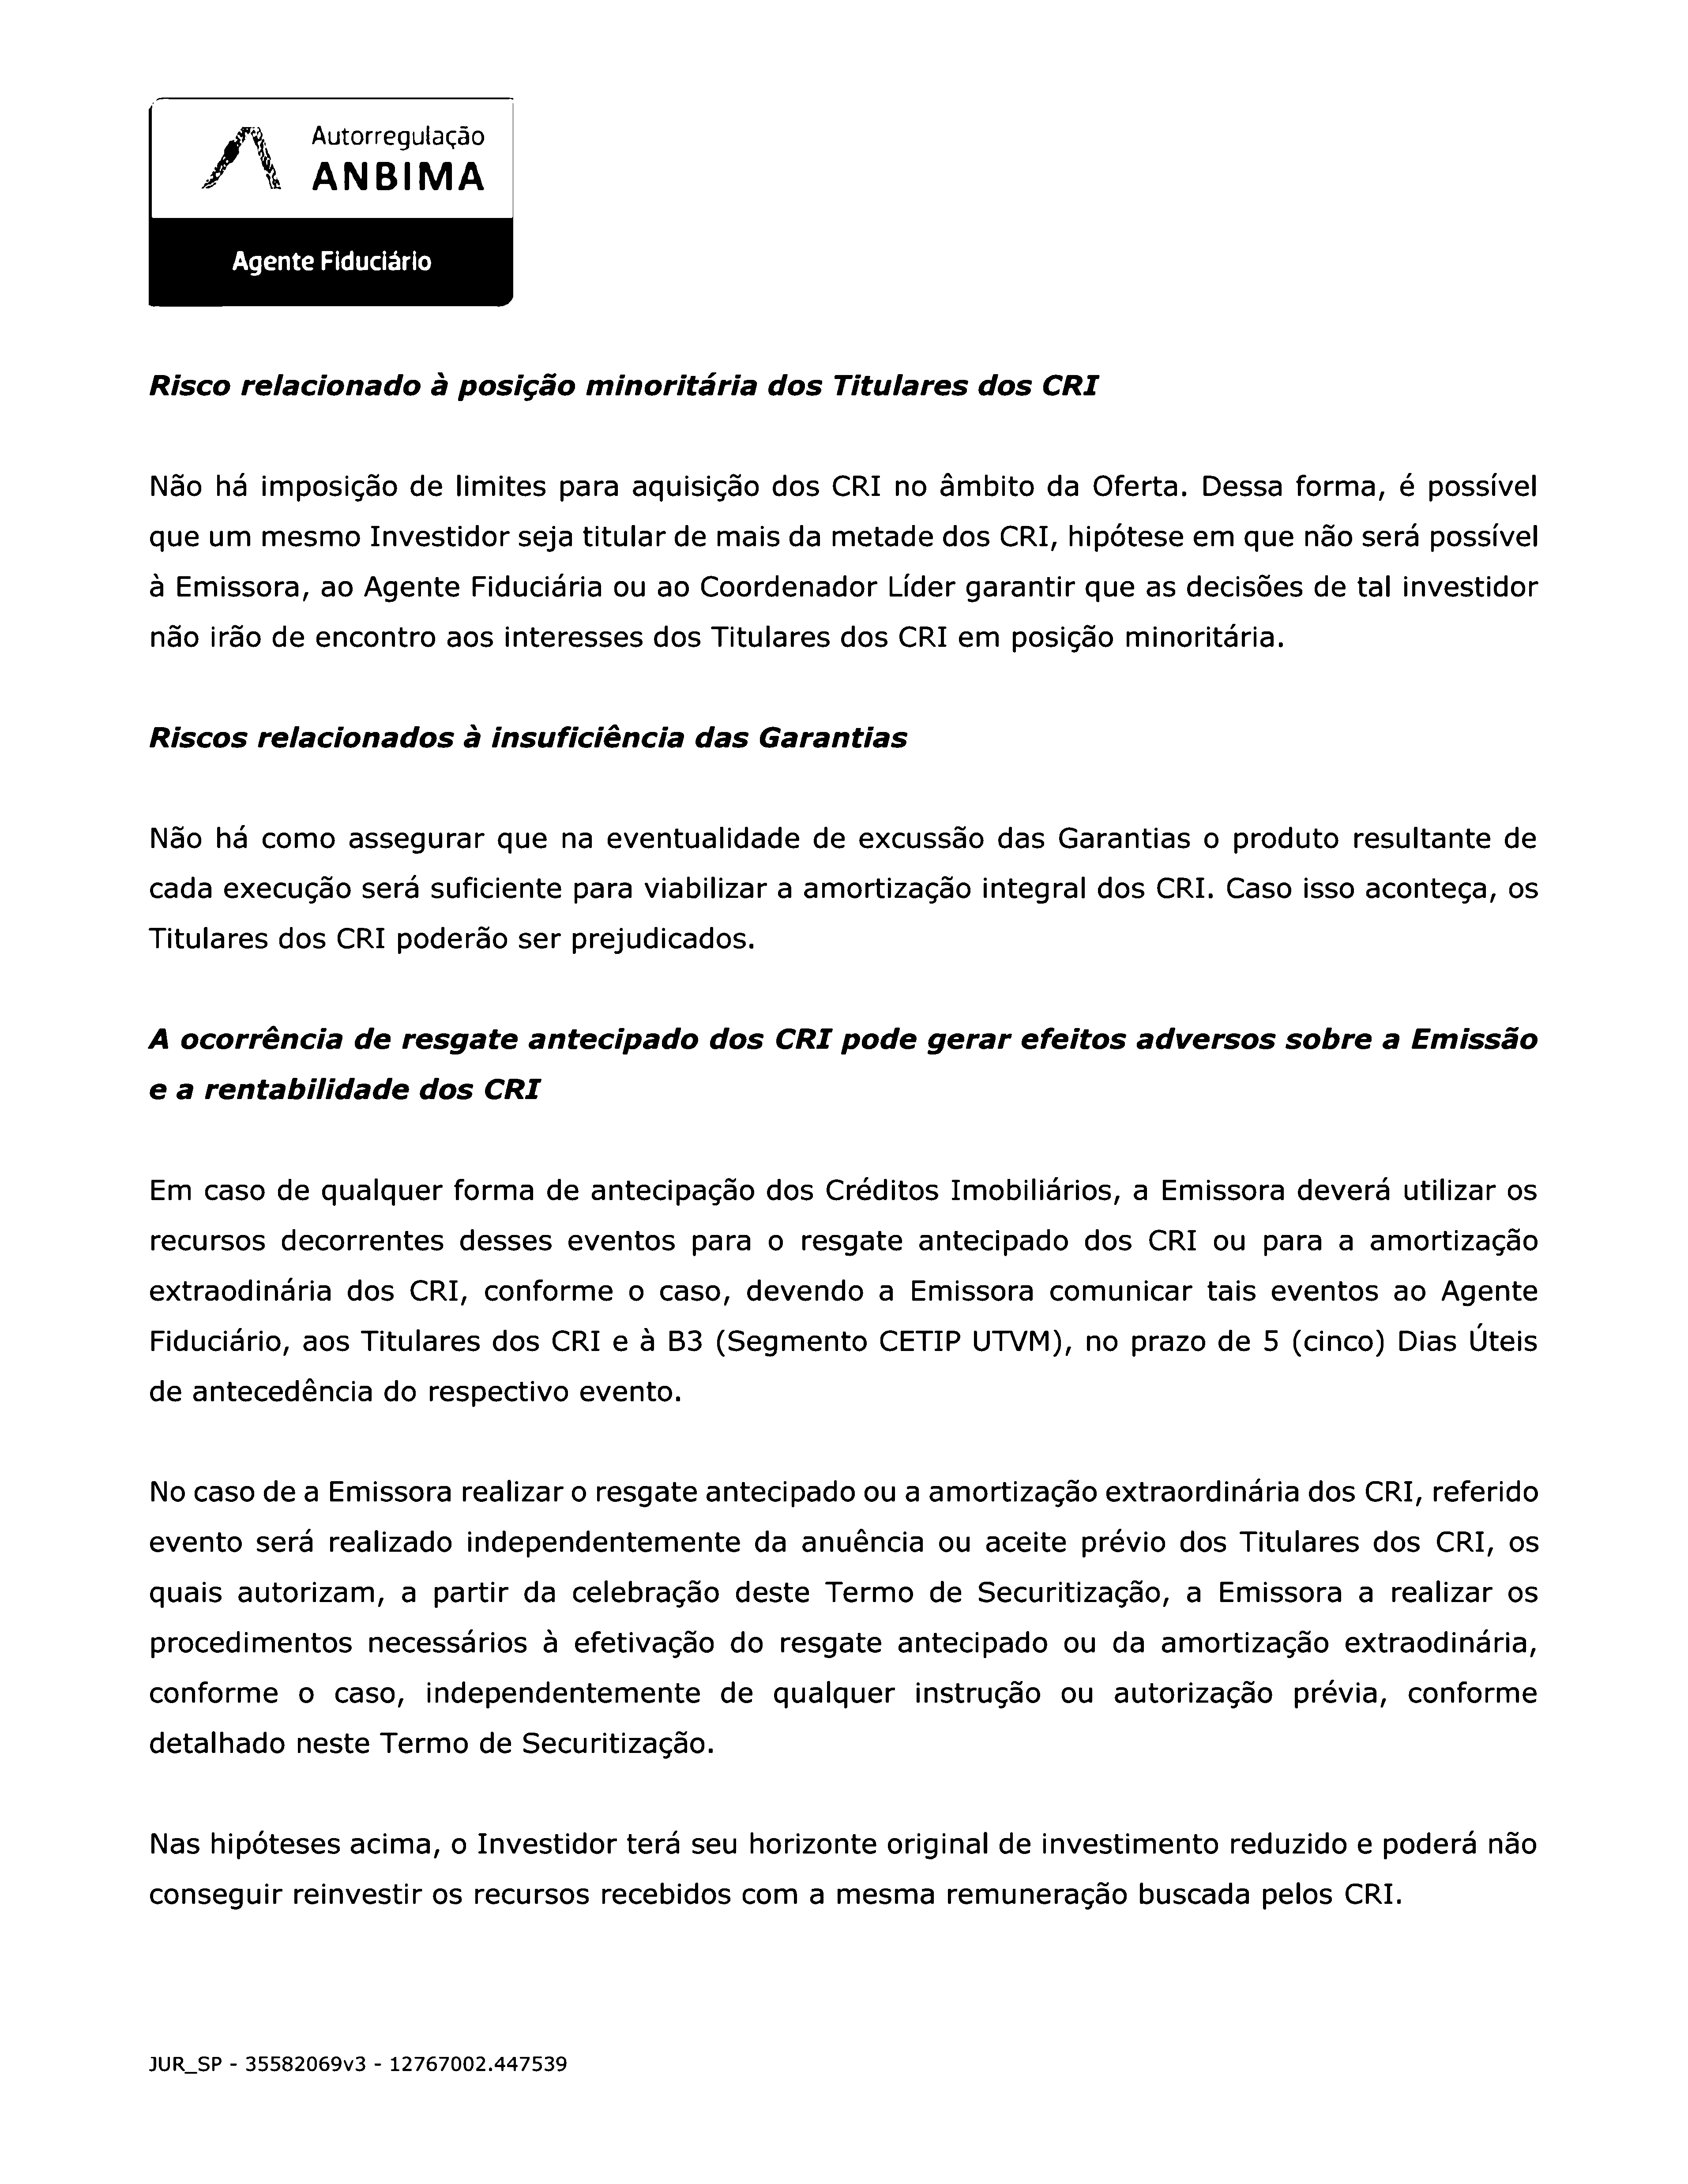 Autorregulação
ANBIMA
Agente Fiduciário
Risco relacionado à posição minoritária dos Titulares dos CRI
Não há imposição de limites para aquisição dos CRI no âmbito da Oferta. Dessa forma, é possível
que um mesmo Investidor seja titular de mais da metade dos CRI, hipótese em que não será possível
à Emissora, ao Agente Fiduciária ou ao Coordenador Líder garantir que as decisões de tal investidor
não irão de encontro aos interesses dos Titulares dos CRI em posição minoritária.
Riscos relacionados à insuficiência das Garantias
Não há como assegurar que na eventualidade de excussão das Garantias o produto resultante de
cada execução será suficiente para viabilizar a amortização integral dos CRI. Caso isso aconteça, os
Titulares dos CRI poderão ser prejudicados.
A ocorrência de resgate antecipado dos CRI pode gerar efeitos adversos sobre a Emissão
e a rentabilidade dos CRI
Em caso de qualquer forma de antecipação dos Créditos Imobiliários, a Emissora deverá utilizar os
recursos decorrentes desses eventos para o resgate antecipado dos CRI ou para a amortização
extraodinária dos CRI, conforme o caso, devendo a Emissora comunicar tais eventos ao Agente
Fiduciário, aos Titulares dos CRI e à B3 (Segmento CETIP UTVM), no prazo de 5 (cinco) Dias Úteis
de antecedência do respectivo evento.
No caso de a Emissora realizar o resgate antecipado ou a amortização extraordinária dos CRI, referido
evento será realizado independentemente da anuência ou aceite prévio dos Titulares dos CRI, os
quais autorizam, a partir da celebração deste Termo de Securitização, a Emissora a realizar os
procedimentos necessários à efetivação do resgate antecipado ou da amortização extraodinária,
conforme o caso, independentemente de qualquer instrução ou autorização prévia, conforme
detalhado neste Termo de Securitização.
Nas hipóteses acima, o Investidor terá seu horizonte original de investimento reduzido e poderá não
conseguir reinvestir os recursos recebidos com a mesma remuneração buscada pelos CRI.
JUR_SP - 35582069v3 - 12767002.447539